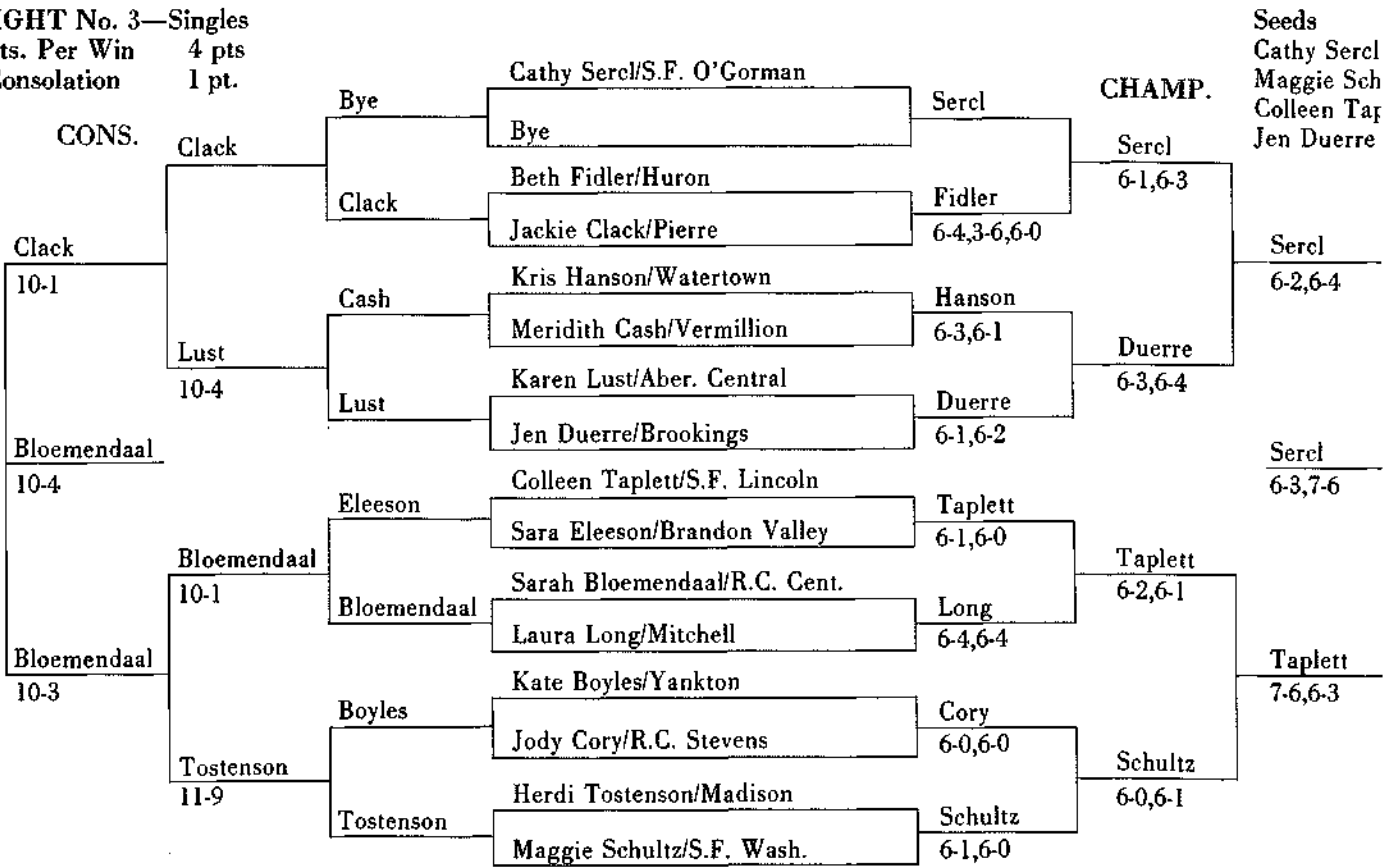 IGHT No. 3—Singles
ts. Per Win 4 pts
Consolation 1 pt.
Seeds
Cathy Sercl
Maggie Sch
Colleen Tap
Jen Duerre
CONS.
CHAMP.
Clack
10-1
Bloemendaal
10-4
Bloemendaal
10-3
Clack
Lust
10-4
Bloemendaal
10-1
Tostenson
11-9
Bye
Clack
Cash
Lust
Eleeson
Bloemendaal
Boyles
Tostenson
Cathy Sercl/S.F. O'Gorman
Bye
Beth Fidler/Huron
Jackie Clack/Pierre
Kris Hanson/Watertown
Meridith Cash/Vermillion
Karen Lust/Aber. Central
Jen Duerre/Brookings
Colleen Taplett/S.F. Lincoln
Sara Eleeson/Brandon Valley
Sarah Bloemendaal/R.C. Cent.
Laura Long/Mitchell
Kate Boyles/Yankton
Jody Cory/R.C. Stevens
Herdi Tostenson/Madison
Maggie Schultz/S.F. Wash.
Sercl
Fidler
6-4,3-6,6-0
Hanson
6-3,6-1
Duerre
6-1,6-2
Taplett
6-1,6-0
Long
6-4,6-4
Cory
6-0,6-0
Schultz
6-1,6-0
Sercl
6-1,6-3
Duerre
6-3,6-4
Taplett
6-2,6-1
Schultz
6-0,6-1
Sercl
6-2,6-4
Sercl
6-3,7-6
Taplett
7-6,6-3